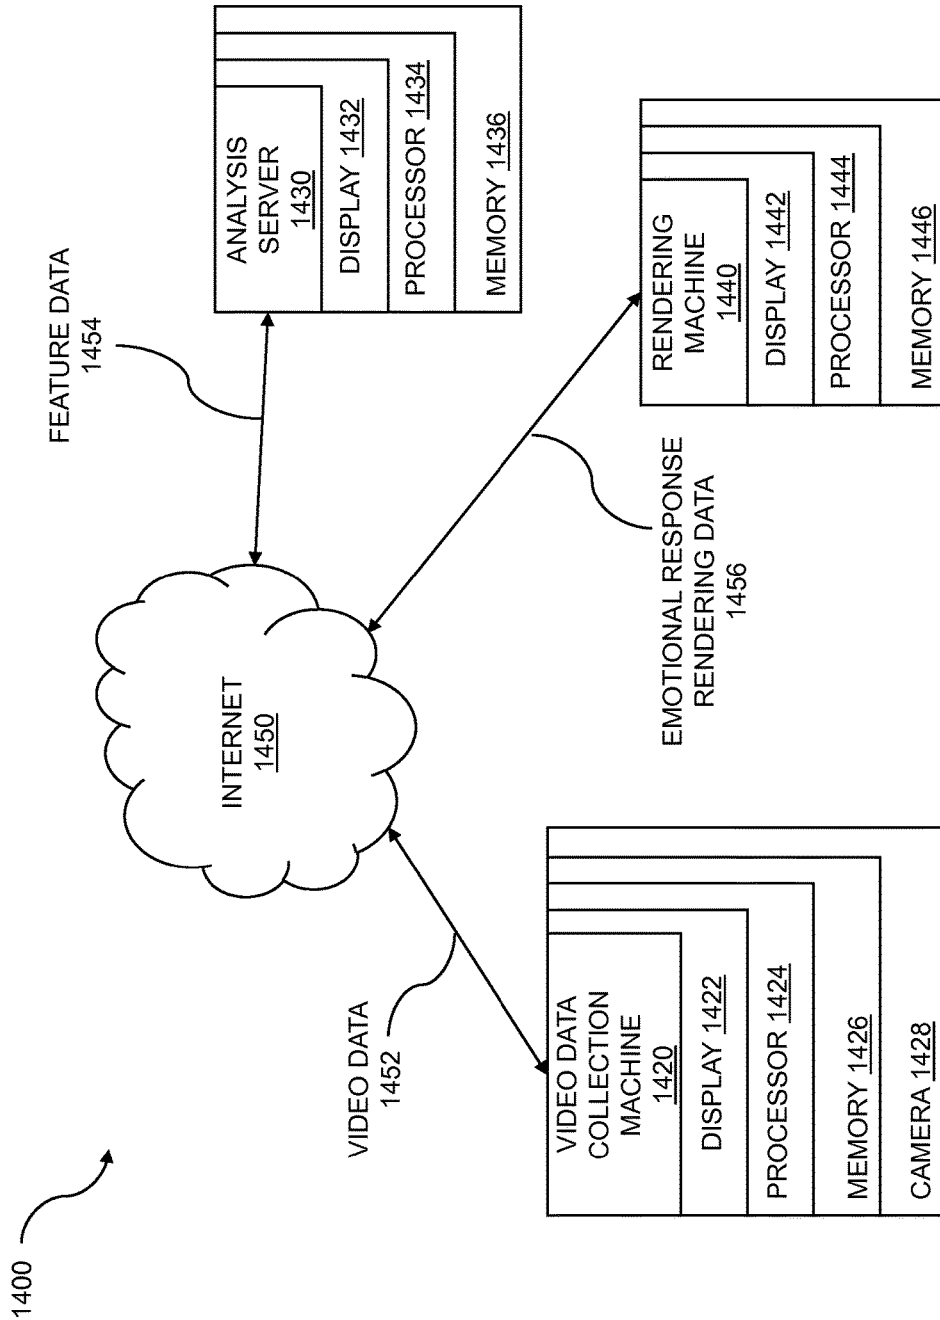 1400
VIDEO DATA
1452
INTERNET
1450
FEATURE DATA
1454
VIDEO DATA
COLLECTION
MACHINE
1420
DISPLAY 1422
PROCESSOR 1424
MEMORY 1426
CAMERA 1428
EMOTIONAL RESPONSE
RENDERING DATA
1456
ANALYSIS
SERVER
1430
DISPLAY 1432
PROCESSOR 1434
MEMORY 1436
RENDERING
MACHINE
1440
DISPLAY 1442
PROCESSOR 1444
MEMORY 1446